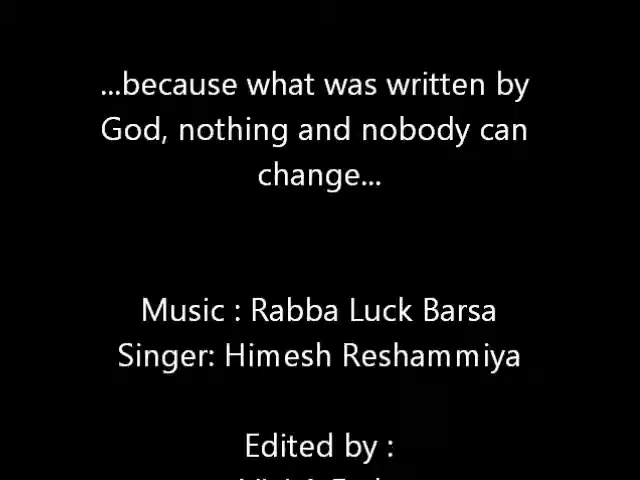 ...because what was written by
God, nothing and nobody can
change...
Music : Rabba Luck Barsa
Singer: Himesh Reshammiya
Edited by :